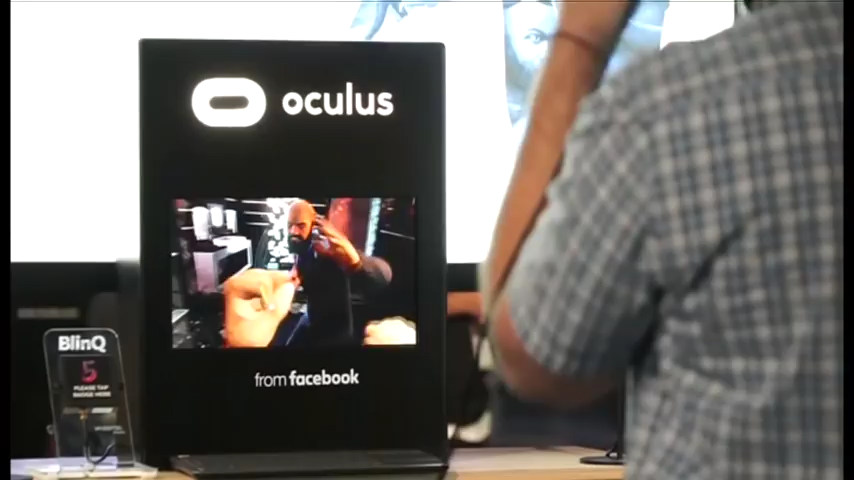 oculus
from facebook
BlinQ
5
PLEASE TAP
BADGE HERE